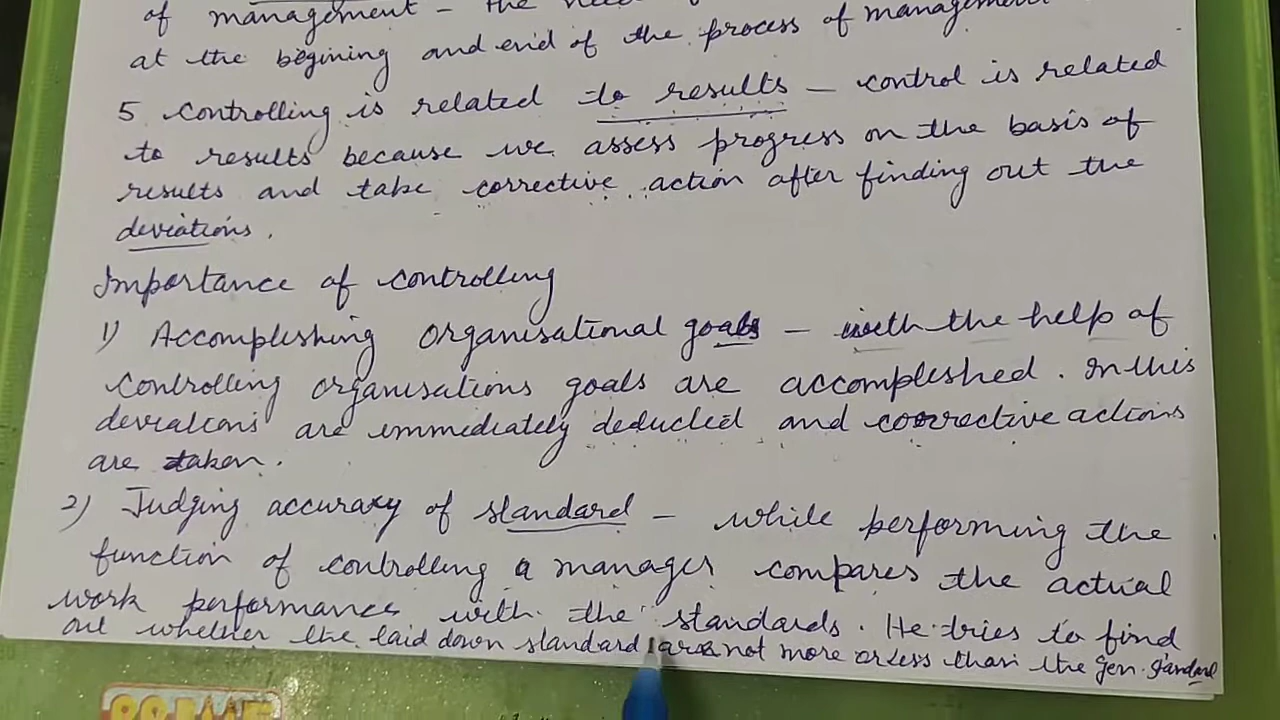 of management - the need of
at the begining and end of the process of management
5 controlling is related to results - control is related
to results because we assess progress on the basis of
results and take corrective action after finding out the
deviations.
Importance of controlling
1) Accomplishing organisational goals - with the help of
controlling organisations goals are accomplished. In this
deviations are immediately deducted and corrective actions
are taken.
2) Judging accuracy of standard - while performing the
function of controlling a manager compares the actual
work performance with the standards. He tries to find
out whether the laid down standard are not more or less than the gen. standard